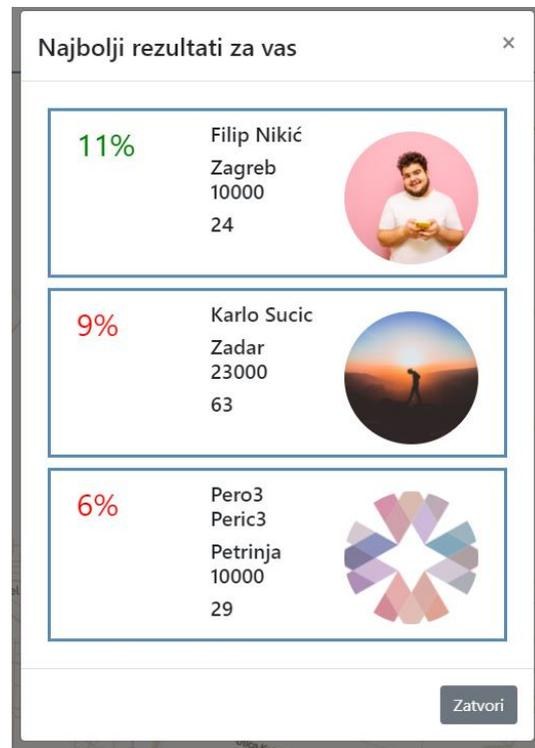 Najbolji rezultati za vas
×
11%
Filip Nikić
Zagreb
10000
24
9%
Karlo Sucic
Zadar
23000
63
6%
Pero3
Peric3
Petrinja
10000
29
Zatvori